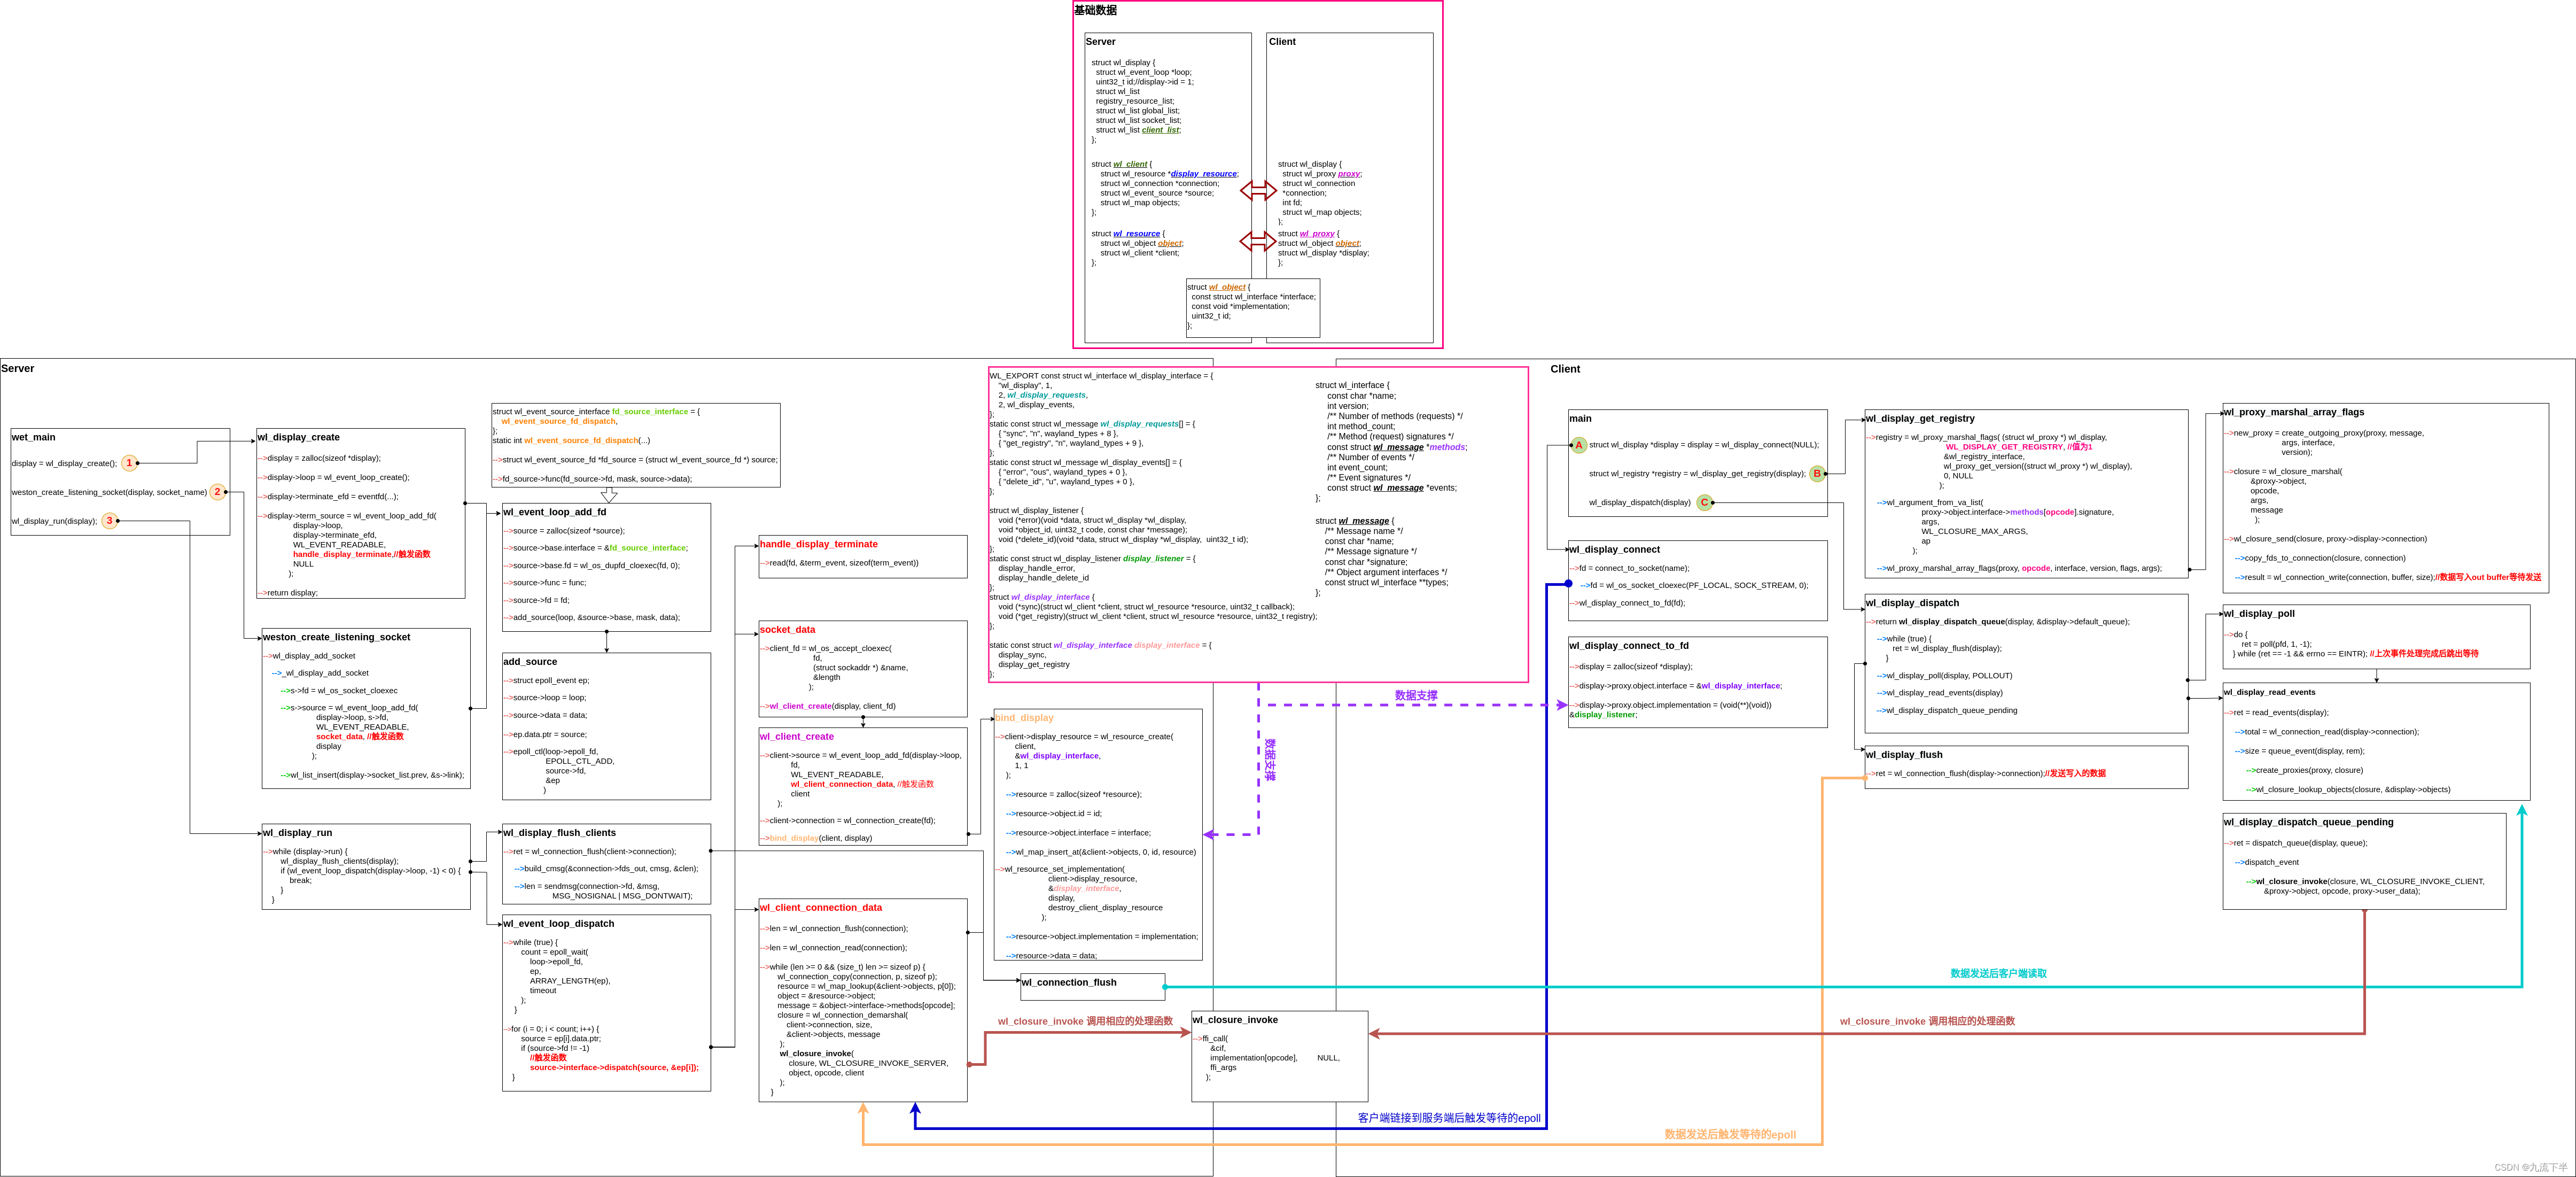 基础数据
Server
struct wl_display {
struct wl_event_loop *loop;
uint32_t id;//display->id = 1;
struct wl_list
registry_resource_list;
struct wl_list global_list;
struct wl_list socket_list;
struct wl_list client_list;
};
struct wl_client {
struct wl_resource *display_resource;
struct wl_connection *connection;
struct wl_event_source *source;
struct wl_map objects;
};
struct wl_resource {
struct wl_object object;
struct wl_client *client;
};
Client
struct wl_display {
struct wl_proxy proxy;
struct wl_connection
*connection;
int fd;
struct wl_map objects;
};
struct wl_proxy {
struct wl_object object;
struct wl_display *display;
};
struct wl_object {
const struct wl_interface *interface;
const void *implementation;
uint32_t id;
};
Server
wet_main
display = wl_display_create(); 1
weston_create_listening_socket(display, socket_name) 2
wl_display_run(display); 3
wl_display_create
-->display = zalloc(sizeof *display);
-->display->loop = wl_event_loop_create();
-->display->terminate_efd = eventfd(...);
-->display->term_source = wl_event_loop_add_fd(
display->loop,
display->terminate_efd,
WL_EVENT_READABLE,
handle_display_terminate,//触发函数
NULL
);
-->return display;
weston_create_listening_socket
-->wl_display_add_socket
-->_wl_display_add_socket
-->s->fd = wl_os_socket_cloexec
-->s->source = wl_event_loop_add_fd(
display->loop, s->fd,
WL_EVENT_READABLE,
socket_data, //触发函数
display
);
-->wl_list_insert(display->socket_list.prev, &s->link);
wl_display_run
-->while (display->run) {
wl_display_flush_clients(display);
if (wl_event_loop_dispatch(display->loop, -1) < 0) {
break;
}
}
struct wl_event_source_interface fd_source_interface = {
wl_event_source_fd_dispatch,
};
static int wl_event_source_fd_dispatch(...)
-->struct wl_event_source_fd *fd_source = (struct wl_event_source_fd *) source;
-->fd_source->func(fd_source->fd, mask, source->data);
wl_event_loop_add_fd
-->source = zalloc(sizeof *source);
-->source->base.interface = &fd_source_interface;
-->source->base.fd = wl_os_dupfd_cloexec(fd, 0);
-->source->func = func;
-->source->fd = fd;
-->add_source(loop, &source->base, mask, data);
add_source
-->struct epoll_event ep;
-->source->loop = loop;
-->source->data = data;
-->ep.data.ptr = source;
-->epoll_ctl(loop->epoll_fd,
EPOLL_CTL_ADD,
source->fd,
&ep
)
wl_display_flush_clients
-->ret = wl_connection_flush(client->connection);
-->build_cmsg(&connection->fds_out, cmsg, &clen);
-->len = sendmsg(connection->fd, &msg,
MSG_NOSIGNAL | MSG_DONTWAIT);
wl_event_loop_dispatch
-->while (true) {
count = epoll_wait(
loop->epoll_fd,
ep,
ARRAY_LENGTH(ep),
timeout
);
}
-->for (i = 0; i < count; i++) {
source = ep[i].data.ptr;
if (source->fd != -1)
//触发函数
source->interface->dispatch(source, &ep[i]);
}
handle_display_terminate
-->read(fd, &term_event, sizeof(term_event))
socket_data
-->client_fd = wl_os_accept_cloexec(
fd,
(struct sockaddr *) &name,
&length
);
-->wl_client_create(display, client_fd)
wl_client_create
-->client->source = wl_event_loop_add_fd(display->loop,
fd,
WL_EVENT_READABLE,
wl_client_connection_data, //触发函数
client
);
-->client->connection = wl_connection_create(fd);
-->bind_display(client, display)
wl_client_connection_data
-->len = wl_connection_flush(connection);
-->len = wl_connection_read(connection);
-->while (len >= 0 && (size_t) len >= sizeof p) {
wl_connection_copy(connection, p, sizeof p);
resource = wl_map_lookup(&client->objects, p[0]);
object = &resource->object;
message = &object->interface->methods[opcode];
closure = wl_connection_demarshal(
client->connection, size,
&client->objects, message
);
wl_closure_invoke(
closure, WL_CLOSURE_INVOKE_SERVER,
object, opcode, client
);
}
WL_EXPORT const struct wl_interface wl_display_interface = {
"wl_display", 1,
2, wl_display_requests,
2, wl_display_events,
};
static const struct wl_message wl_display_requests[] = {
{ "sync", "n", wayland_types + 8 },
{ "get_registry", "n", wayland_types + 9 },
};
static const struct wl_message wl_display_events[] = {
{ "error", "ous", wayland_types + 0 },
{ "delete_id", "u", wayland_types + 0 },
};
struct wl_display_listener {
void (*error)(void *data, struct wl_display *wl_display,
void *object_id, uint32_t code, const char *message);
void (*delete_id)(void *data, struct wl_display *wl_display, uint32_t id);
};
static const struct wl_display_listener display_listener = {
display_handle_error,
display_handle_delete_id
};
struct wl_display_interface {
void (*sync)(struct wl_client *client, struct wl_resource *resource, uint32_t callback);
void (*get_registry)(struct wl_client *client, struct wl_resource *resource, uint32_t registry);
};
static const struct wl_display_interface display_interface = {
display_sync,
display_get_registry
};
struct wl_interface {
const char *name;
int version;
/** Number of methods (requests) */
int method_count;
/** Method (request) signatures */
const struct wl_message *methods;
/** Number of events */
int event_count;
/** Event signatures */
const struct wl_message *events;
};
struct wl_message {
/** Message name */
const char *name;
/** Message signature */
const char *signature;
/** Object argument interfaces */
const struct wl_interface **types;
};
数据支撑
数据支撑
bind_display
-->client->display_resource = wl_resource_create(
client,
&wl_display_interface,
1, 1
);
-->resource = zalloc(sizeof *resource);
-->resource->object.id = id;
-->resource->object.interface = interface;
-->wl_map_insert_at(&client->objects, 0, id, resource)
-->wl_resource_set_implementation(
client->display_resource,
&display_interface,
display,
destroy_client_display_resource
);
-->resource->object.implementation = implementation;
-->resource->data = data;
wl_connection_flush
wl_closure_invoke 调用相应的处理函数
wl_closure_invoke
-->ffi_call(
&cif,
implementation[opcode], NULL,
ffi_args
);
Client
main
A struct wl_display *display = display = wl_display_connect(NULL);
struct wl_registry *registry = wl_display_get_registry(display); B
wl_display_dispatch(display) C
wl_display_connect
-->fd = connect_to_socket(name);
-->fd = wl_os_socket_cloexec(PF_LOCAL, SOCK_STREAM, 0);
-->wl_display_connect_to_fd(fd);
wl_display_connect_to_fd
-->display = zalloc(sizeof *display);
-->display->proxy.object.interface = &wl_display_interface;
-->display->proxy.object.implementation = (void(**)(void))
&display_listener;
wl_display_get_registry
-->registry = wl_proxy_marshal_flags( (struct wl_proxy *) wl_display,
WL_DISPLAY_GET_REGISTRY, //值为1
&wl_registry_interface,
wl_proxy_get_version((struct wl_proxy *) wl_display),
0, NULL
);
-->wl_argument_from_va_list(
proxy->object.interface->methods[opcode].signature,
args,
WL_CLOSURE_MAX_ARGS,
ap
);
-->wl_proxy_marshal_array_flags(proxy, opcode, interface, version, flags, args);
wl_display_dispatch
-->return wl_display_dispatch_queue(display, &display->default_queue);
-->while (true) {
ret = wl_display_flush(display);
}
-->wl_display_poll(display, POLLOUT)
-->wl_display_read_events(display)
-->wl_display_dispatch_queue_pending
wl_display_flush
-->ret = wl_connection_flush(display->connection);//发送写入的数据
wl_proxy_marshal_array_flags
-->new_proxy = create_outgoing_proxy(proxy, message,
args, interface,
version);
-->closure = wl_closure_marshal(
&proxy->object,
opcode,
args,
message
);
-->wl_closure_send(closure, proxy->display->connection)
-->copy_fds_to_connection(closure, connection)
-->result = wl_connection_write(connection, buffer, size);//数据写入out buffer等待发送
wl_display_poll
-->do {
ret = poll(pfd, 1, -1);
} while (ret == -1 && errno == EINTR); //上次事件处理完成后跳出等待
wl_display_read_events
-->ret = read_events(display);
-->total = wl_connection_read(display->connection);
-->size = queue_event(display, rem);
-->create_proxies(proxy, closure)
-->wl_closure_lookup_objects(closure, &display->objects)
wl_display_dispatch_queue_pending
-->ret = dispatch_queue(display, queue);
-->dispatch_event
-->wl_closure_invoke(closure, WL_CLOSURE_INVOKE_CLIENT,
&proxy->object, opcode, proxy->user_data);
数据发送后客户端读取
wl_closure_invoke 调用相应的处理函数
客户端链接到服务端后触发等待的epoll
数据发送后触发等待的epoll
CSDN @九流下半